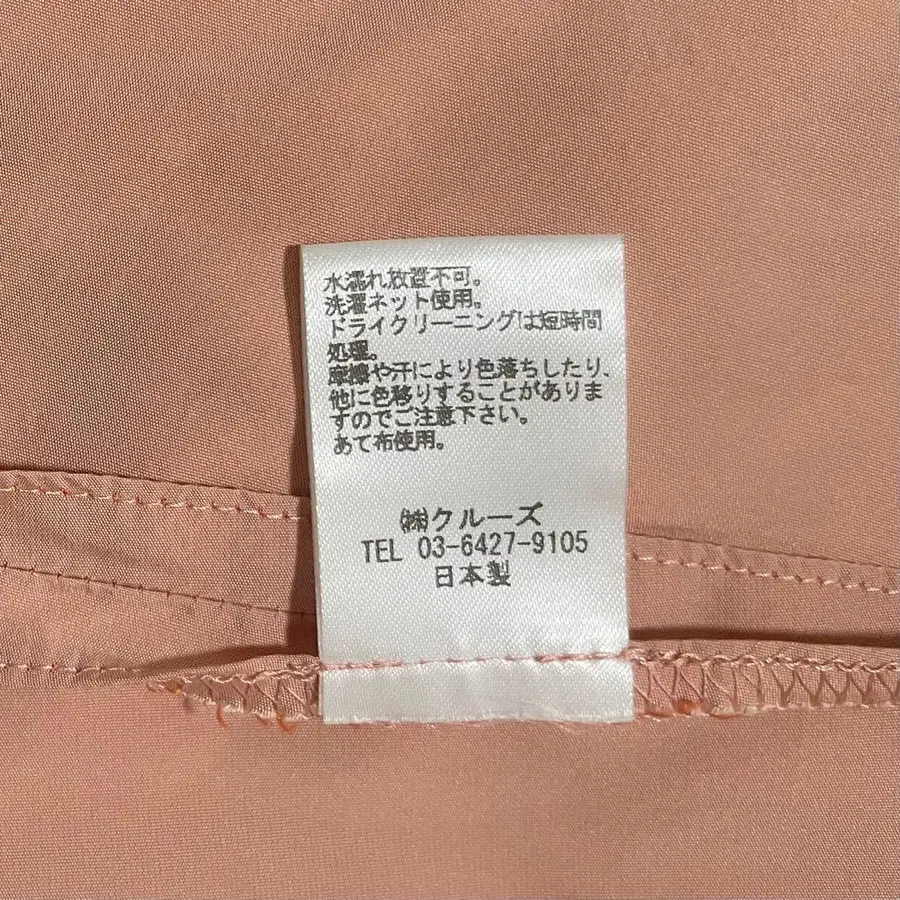 水濡れ放置不可。
洗濯ネット使用。
ドライクリーニングは短時間
処理。
摩擦や汗により色落ちしたり、
他に色移りすることがありま
すのでご注意下さい。
あて布使用。
㈱クルーズ
TEL 03-6427-9105
日本製